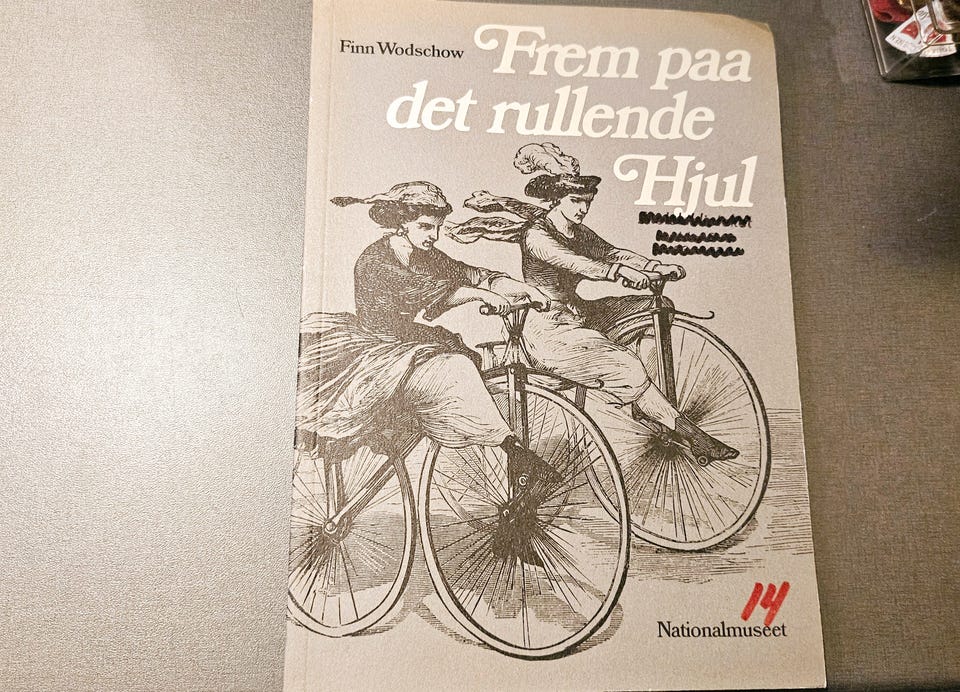 Finn Wodschow
Frem paa
det rullende
Hjul
14
Nationalmuseet